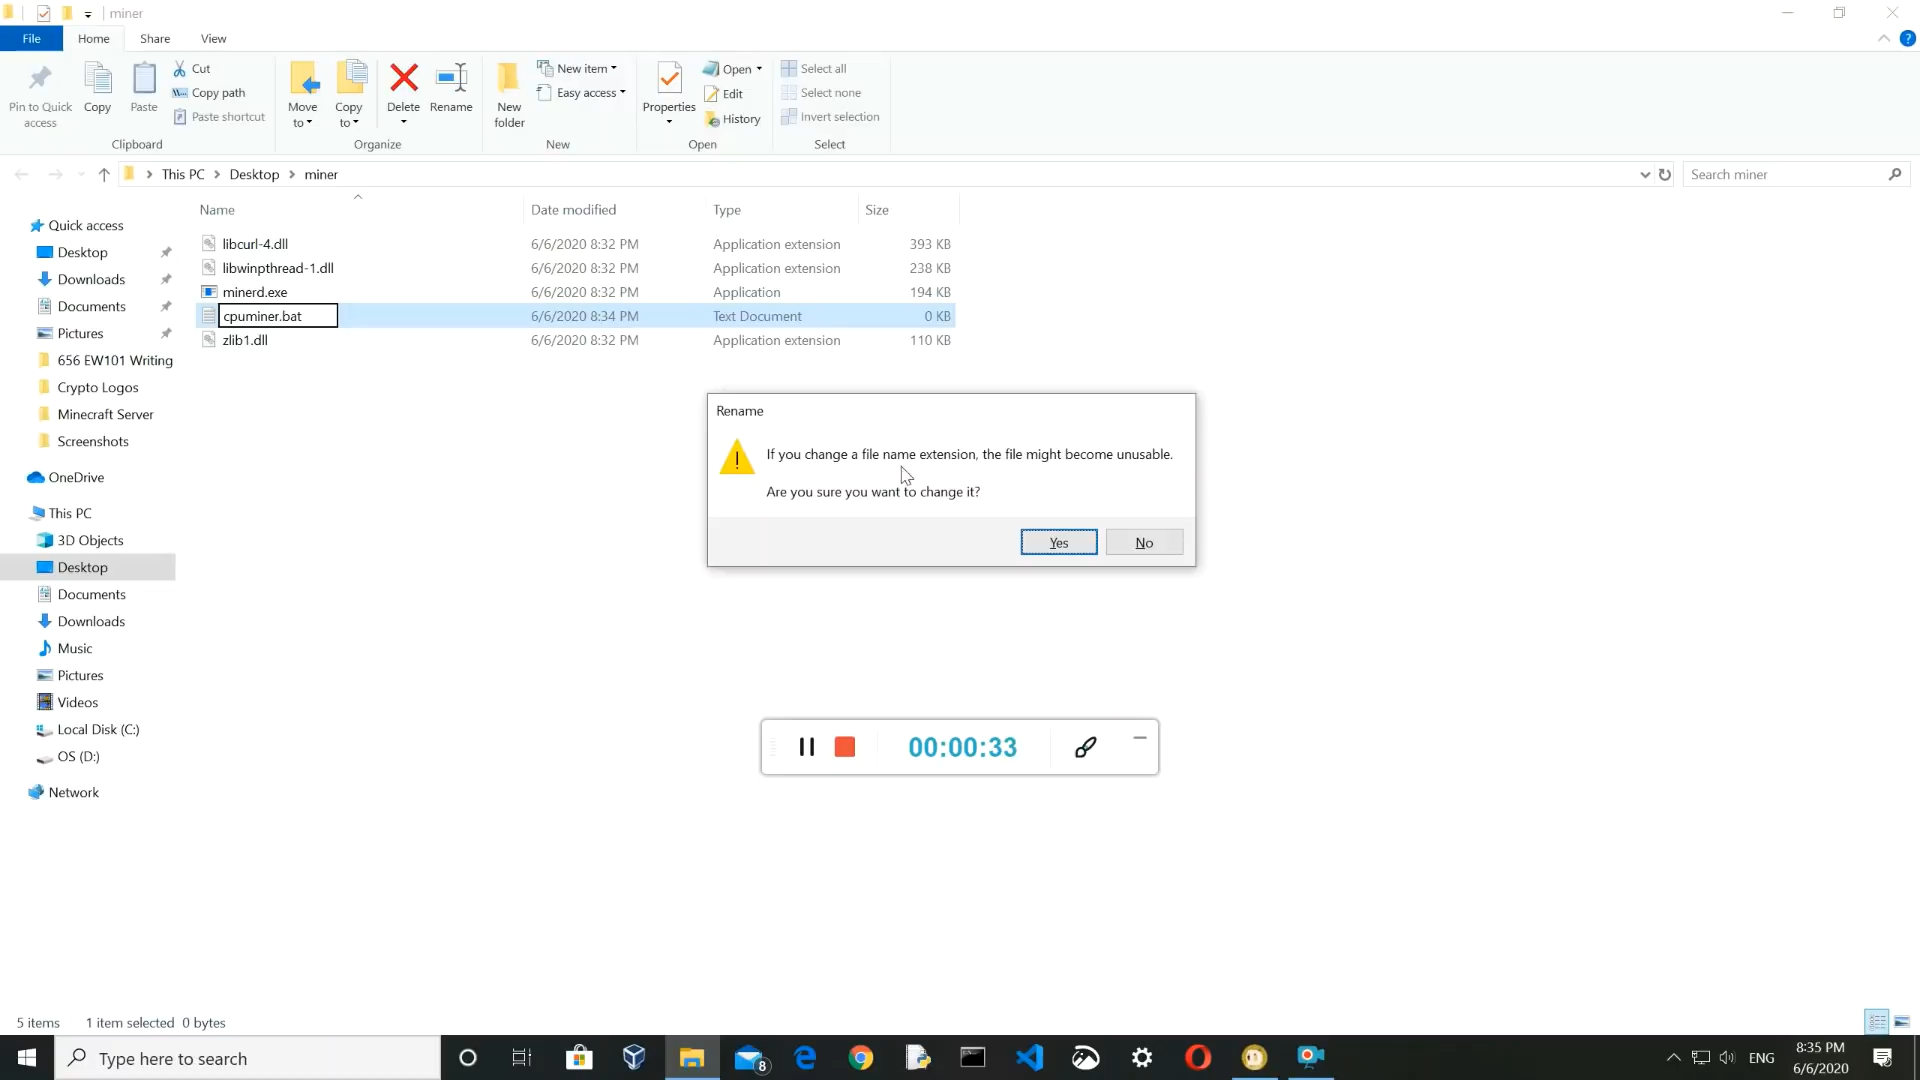 miner
File
Home
Share
View
Pin to Quick access
Copy
Paste
Cut
Copy path
Paste shortcut
Clipboard
Move to
Copy to
Delete
Rename
Organize
New folder
New item
Easy access
New
Properties
Open
Edit
History
Open
Select all
Select none
Invert selection
Select
This PC
Desktop
miner
Search miner
Name
Date modified
Type
Size
libcurl-4.dll 6/6/2020 8:32 PM Application extension 393 KB
libwinpthread-1.dll 6/6/2020 8:32 PM Application extension 238 KB
minerd.exe 6/6/2020 8:32 PM Application 194 KB
cpuminer.bat 6/6/2020 8:34 PM Text Document 0 KB
zlib1.dll 6/6/2020 8:32 PM Application extension 110 KB
Quick access
Desktop
Downloads
Documents
Pictures
656 EW101 Writing
Crypto Logos
Minecraft Server
Screenshots
OneDrive
This PC
3D Objects
Desktop
Documents
Downloads
Music
Pictures
Videos
Local Disk (C:)
OS (D:)
Network
Rename
If you change a file name extension, the file might become unusable.
Are you sure you want to change it?
Yes
No
00:00:33
5 items 1 item selected 0 bytes
Type here to search
8
ENG
8:35 PM
6/6/2020